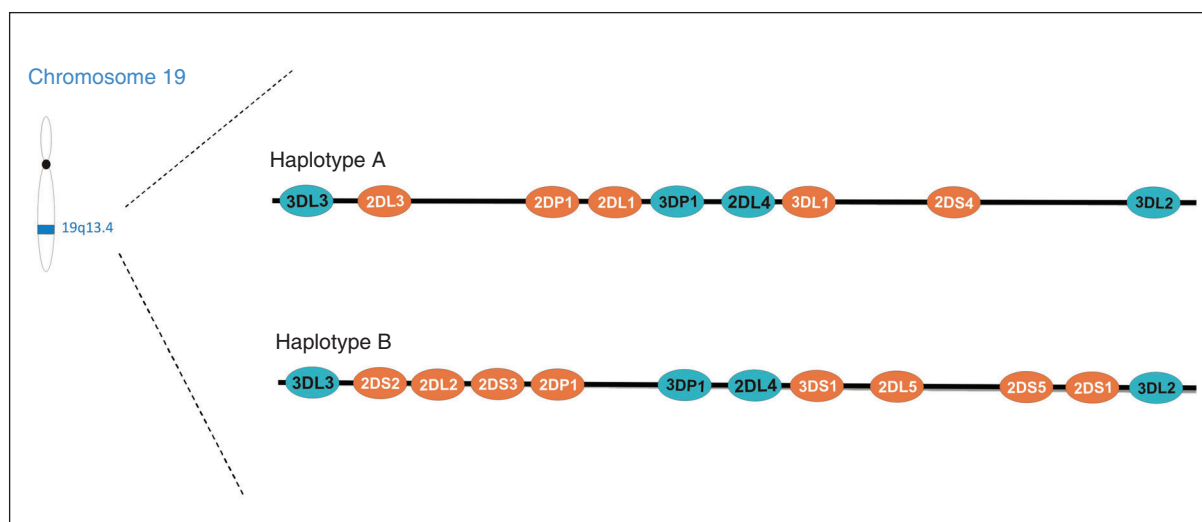 Chromosome 19
19q13.4
Haplotype A
3DL3 2DL3 2DP1 2DL1 3DP1 2DL4 3DL1 2DS4 3DL2
Haplotype B
3DL3 2DS2 2DL2 2DS3 2DP1 3DP1 2DL4 3DS1 2DL5 2DS5 2DS1 3DL2